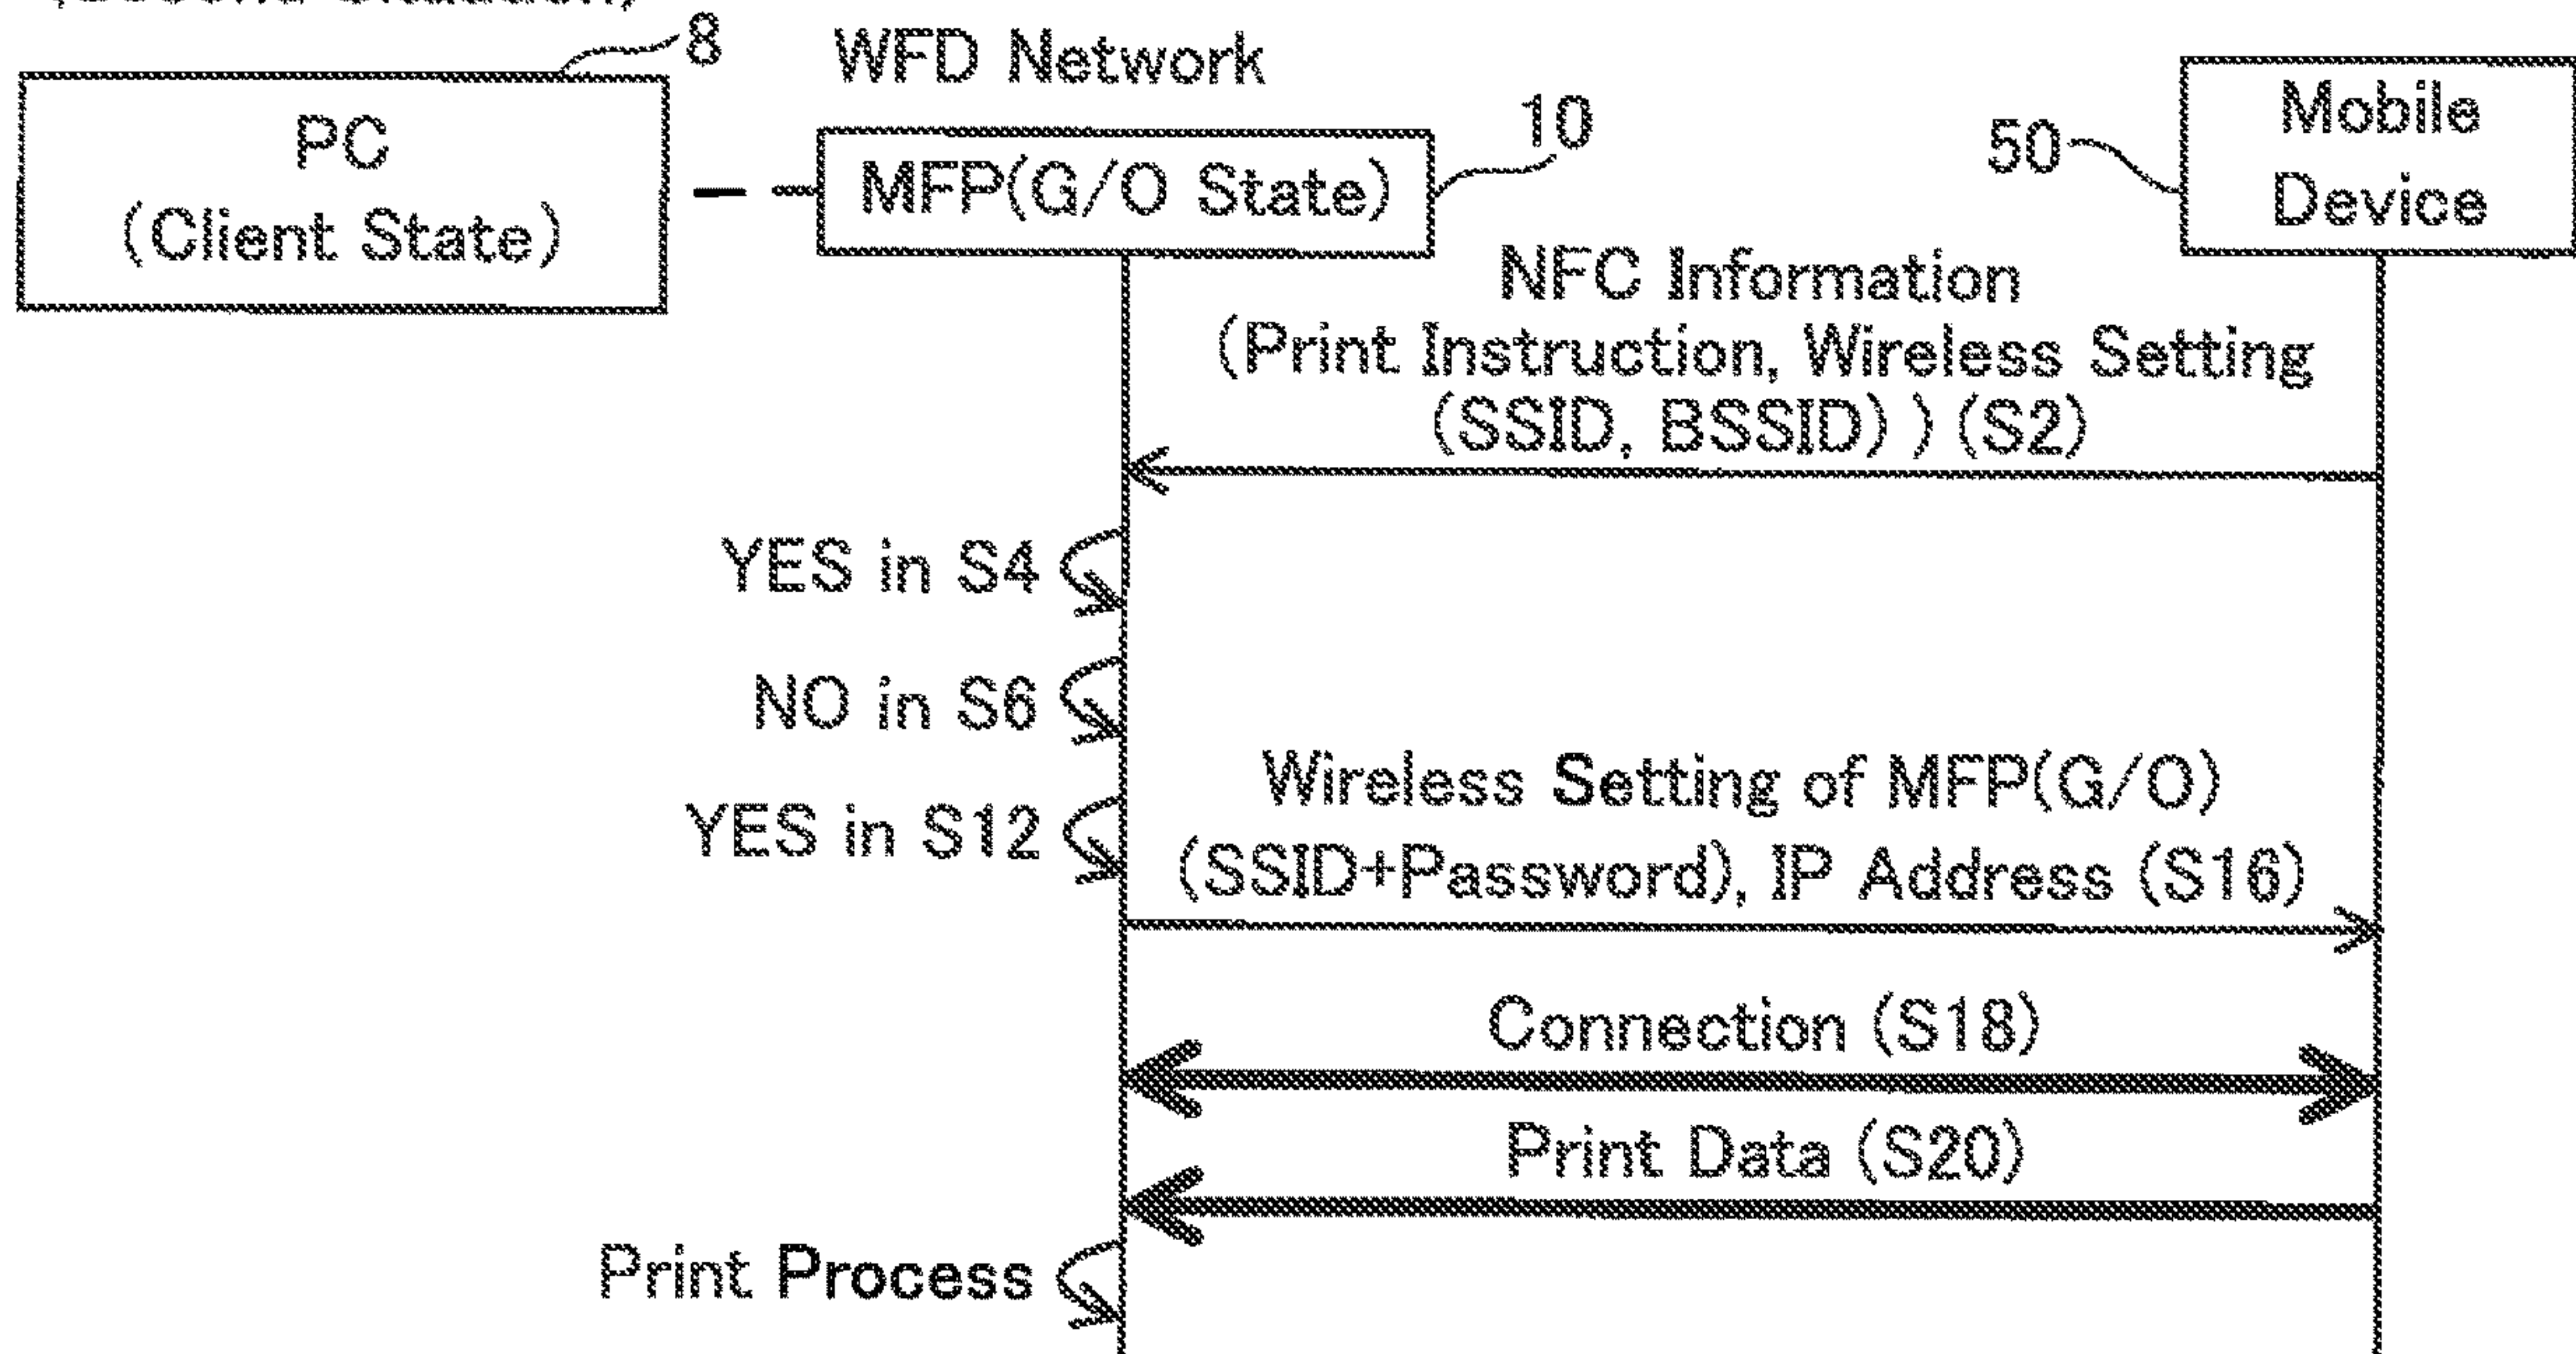 8
WFD Network
PC
(Client State)
MFP(G/O State)
10
50
Mobile
Device
NFC Information
(Print Instruction, Wireless Setting
(SSID, BSSID) ) (S2)
YES in S4
NO in S6
YES in S12
Wireless Setting of MFP(G/O)
(SSID+Password), IP Address (S16)
Connection (S18)
Print Data (S20)
Print Process